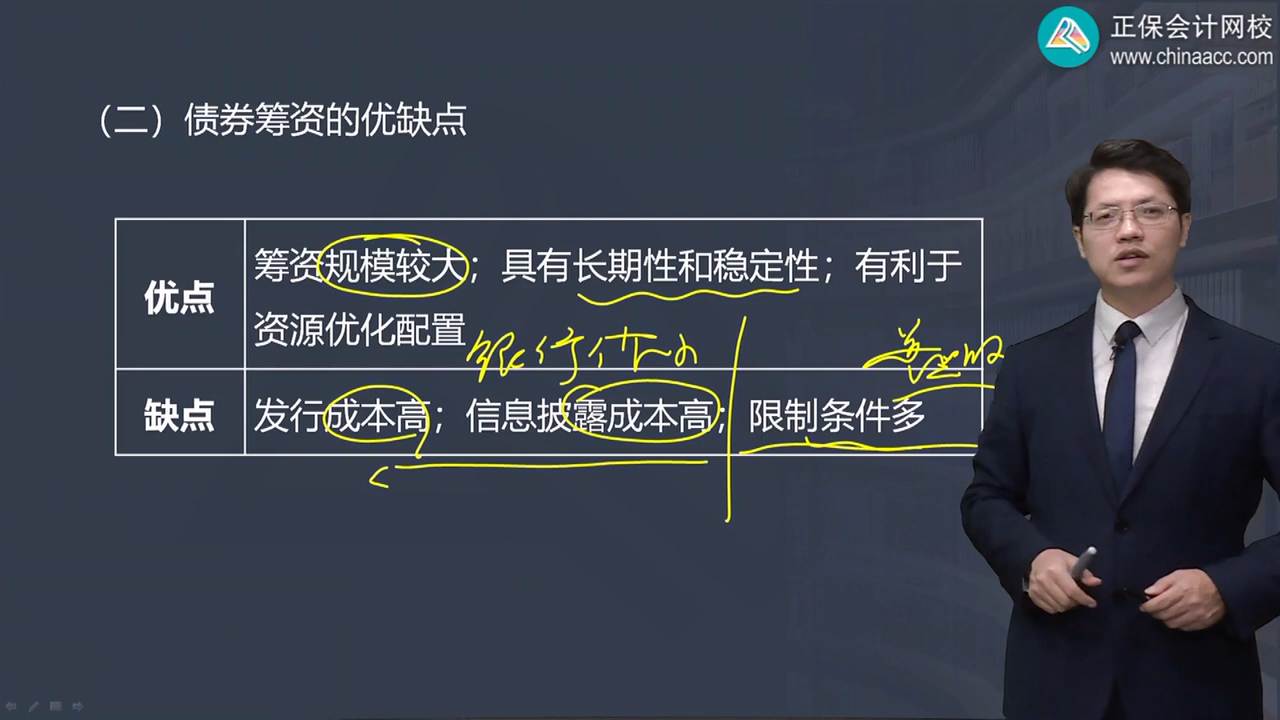 正保会计网校
www.chinaacc.com
（二）债券筹资的优缺点
优点
筹资规模较大；具有长期性和稳定性；有利于
资源优化配置
银行借款
缺点
发行成本高；信息披露成本高；限制条件多